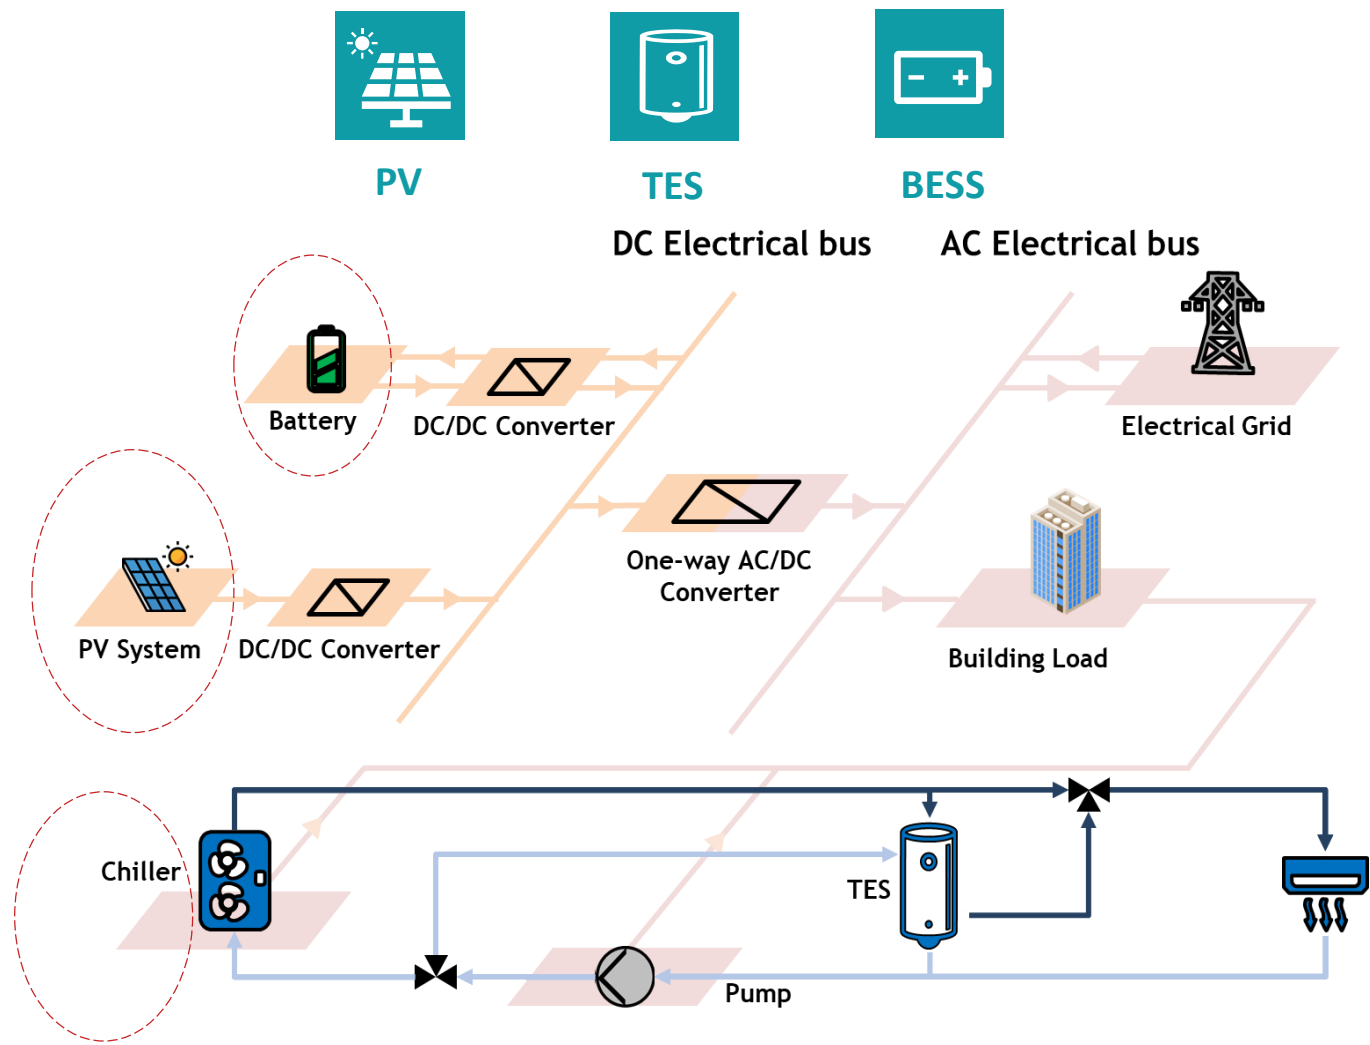 PV
TES
BESS
DC Electrical bus
AC Electrical bus
Battery
DC/DC Converter
Electrical Grid
One-way AC/DC
Converter
PV System
DC/DC Converter
Building Load
Chiller
TES
Pump